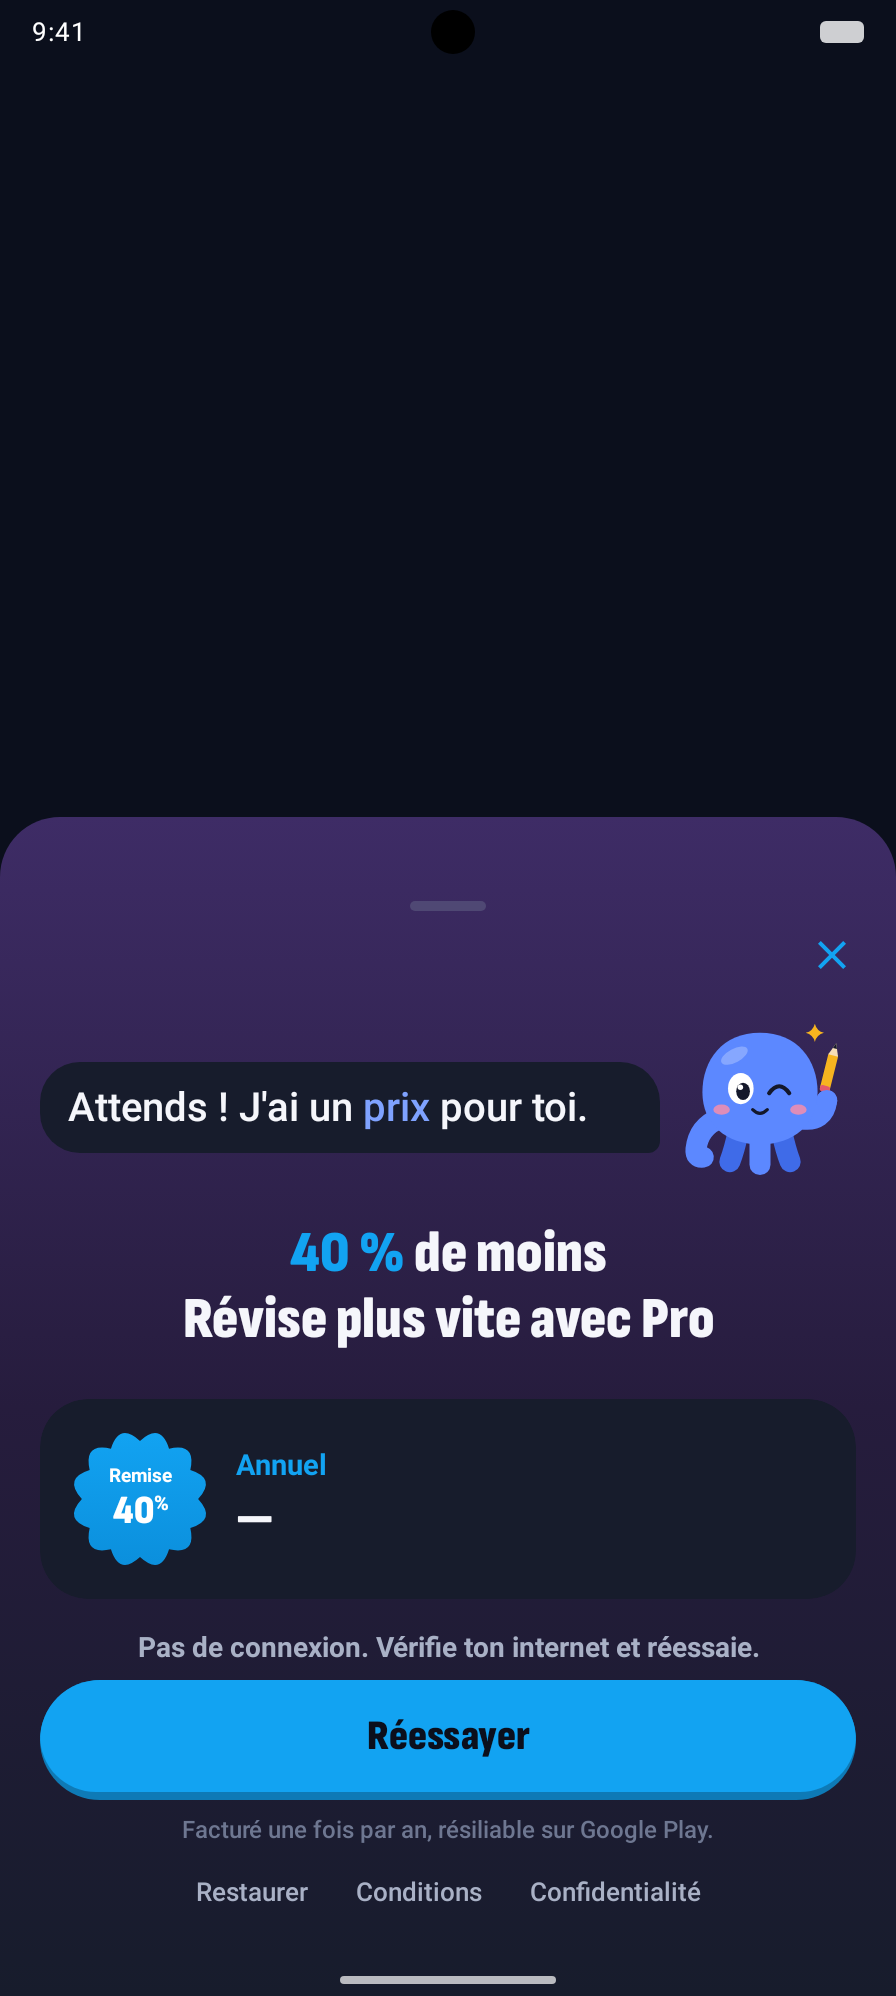 9:41
Attends ! J'ai un prix pour toi.
40 % de moins
Révise plus vite avec Pro
Remise
40%
Annuel
—
Pas de connexion. Vérifie ton internet et réessaie.
Réessayer
Facturé une fois par an, résiliable sur Google Play.
Restaurer Conditions Confidentialité